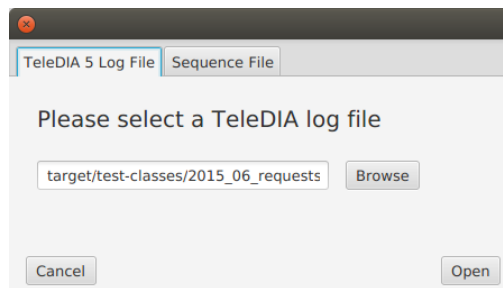 TeleDIA 5 Log File Sequence File
Please select a TeleDIA log file
target/test-classes/2015_06_requests Browse
Cancel Open